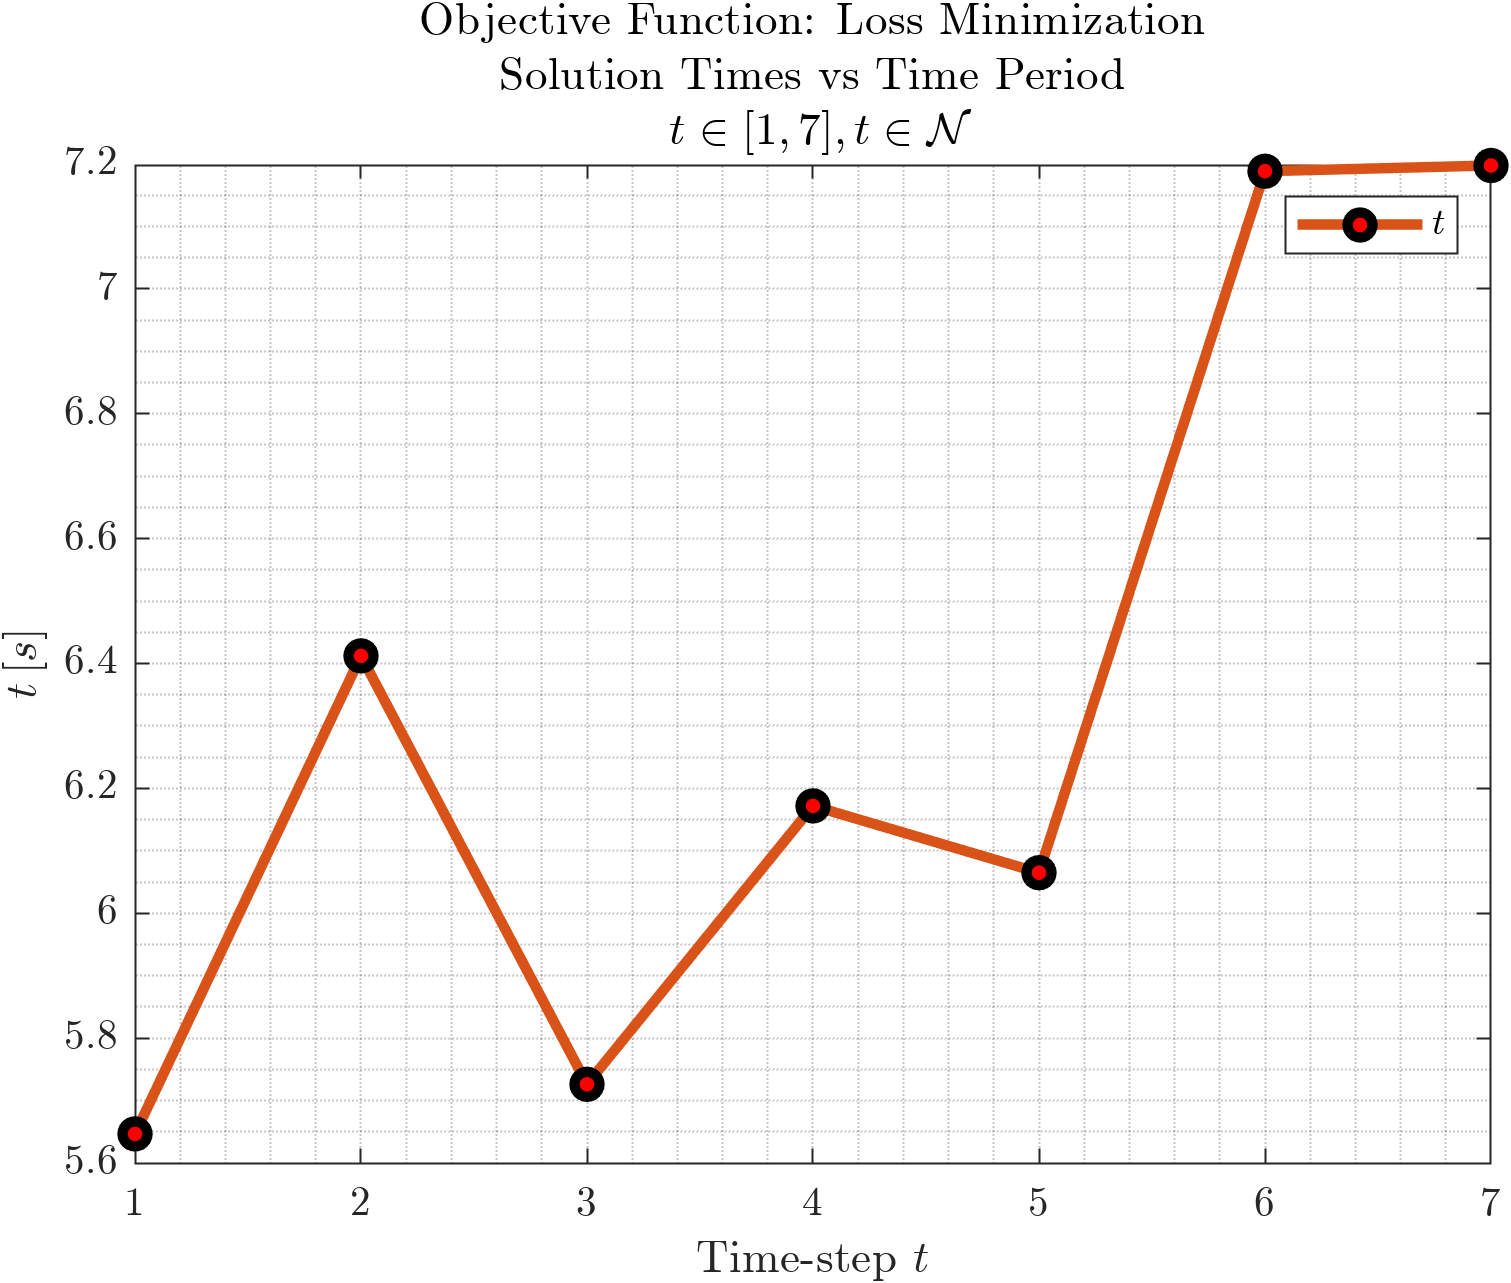 Objective Function: Loss Minimization
Solution Times vs Time Period
t ∈ [1, 7], t ∈ 𝒩
7.2
7
6.8
6.6
6.4
6.2
6
5.8
5.6
t [s]
t
1 2 3 4 5 6 7
Time-step t